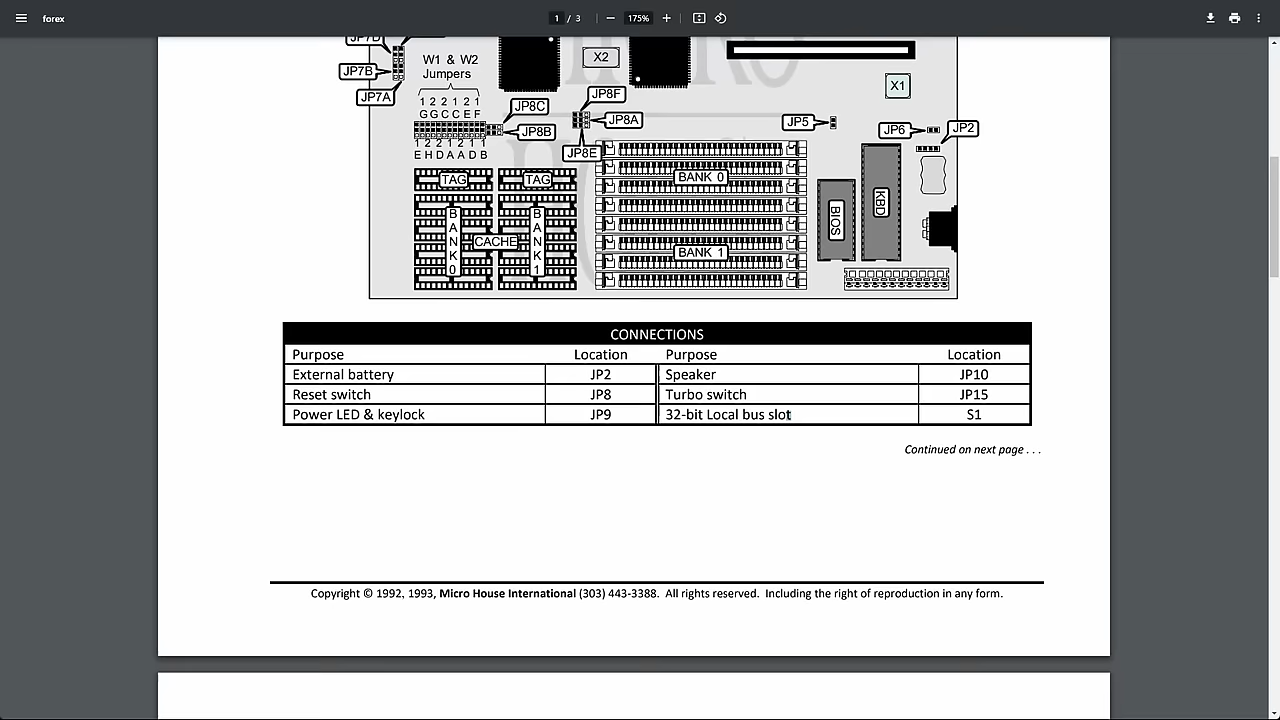 forex
1 / 3
175%
JP7D
W1 & W2
Jumpers
X2
X1
JP7B
JP7A
JP8F
JP8C
JP8A
JP8B
JP8E
JP5
JP6
JP2
1 2 2 1 2 1
G G C C E F
1 2 1 2 1 2 1
E H D A A D B
TAG
TAG
BANK 0
BANK 1
CACHE
BANK 0
BANK 1
BIOS
KBD
CONNECTIONS
Purpose Location Purpose Location
External battery JP2 Speaker JP10
Reset switch JP8 Turbo switch JP15
Power LED & keylock JP9 32-bit Local bus slot S1
Continued on next page . . .
Copyright © 1992, 1993, Micro House International (303) 443-3388. All rights reserved. Including the right of reproduction in any form.